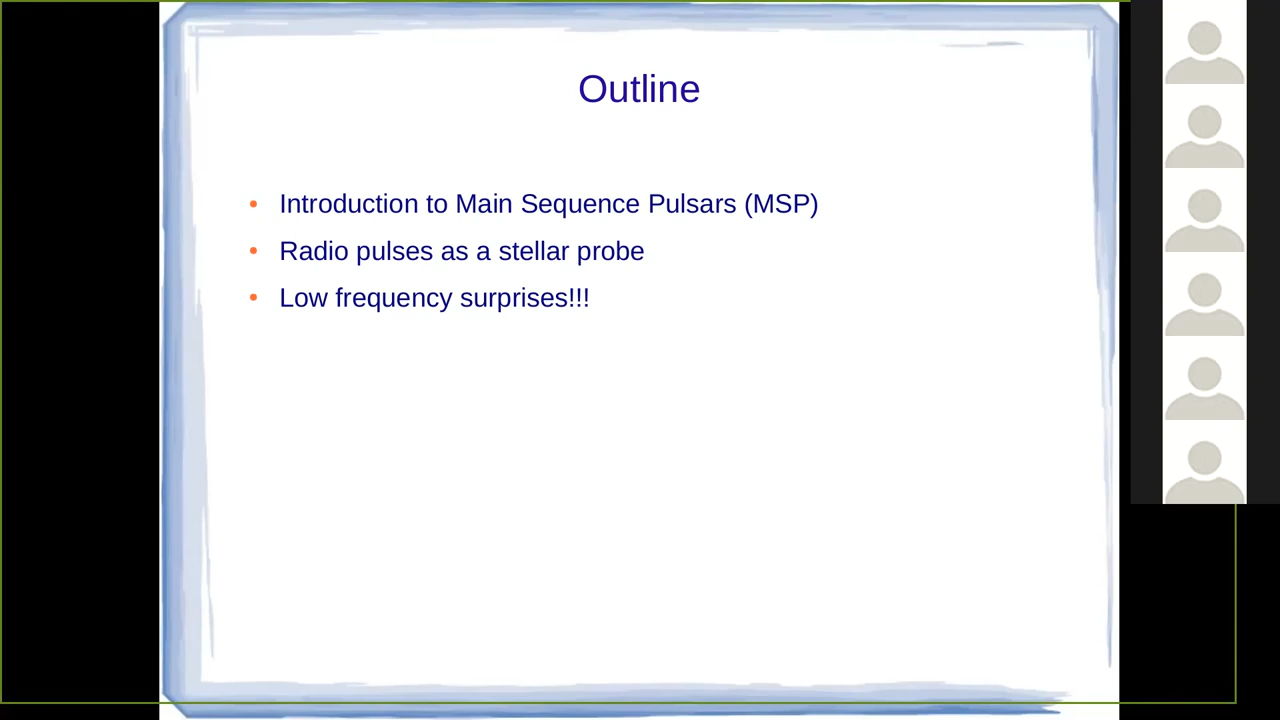 Outline
• Introduction to Main Sequence Pulsars (MSP)
• Radio pulses as a stellar probe
• Low frequency surprises!!!